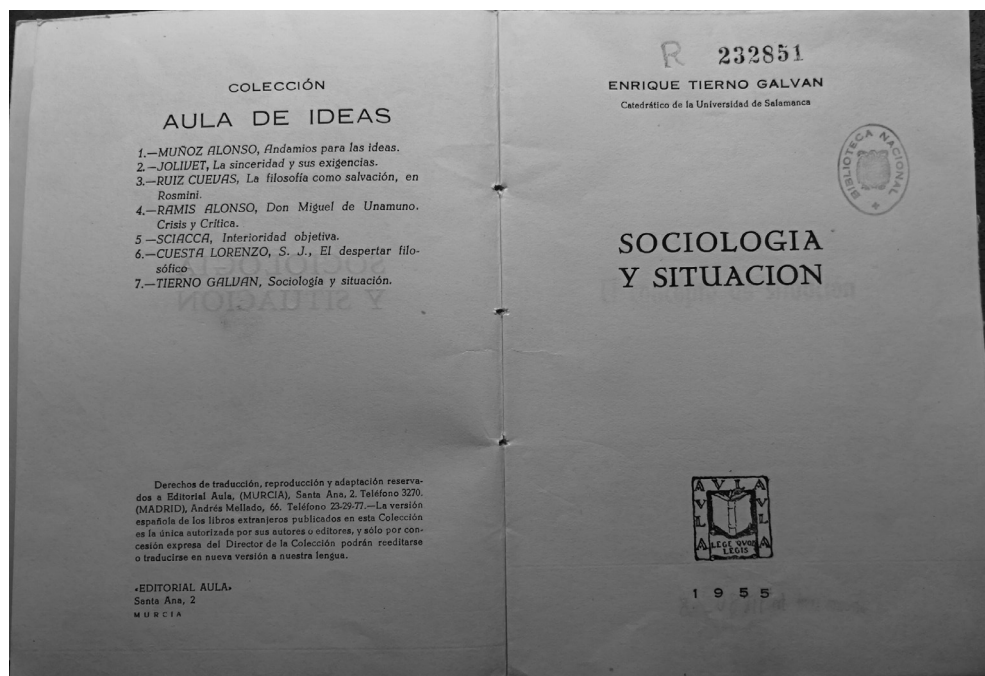 COLECCIÓN
AULA DE IDEAS
1.—MUÑOZ ALONSO, Andamios para las ideas.
2.—JOLIVET, La sinceridad y sus exigencias.
3.—RUIZ CUEVAS, La filosofía como salvación, en
Rosmini.
4.—RAMIS ALONSO, Don Miguel de Unamuno.
Crisis y Crítica.
5 —SCIACCA, Interioridad objetiva.
6.—CUESTA LORENZO, S. J., El despertar filo-
sófico
7.—TIERNO GALVAN, Sociología y situación.
Derechos de traducción, reproducción y adaptación reserva-
dos a Editorial Aula, (MURCIA), Santa Ana, 2. Teléfono 3270.
(MADRID), Andrés Mellado, 66. Teléfono 23-29-77.—La versión
española de los libros extranjeros publicados en esta Colección
es la única autorizada por sus autores o editores, y sólo por con-
cesión expresa del Director de la Colección podrán reeditarse
o traducirse en nueva versión a nuestra lengua.
«EDITORIAL AULA»
Santa Ana, 2
MURCIA
R 232851
ENRIQUE TIERNO GALVAN
Catedrático de la Universidad de Salamanca
BIBLIOTECA NACIONAL
SOCIOLOGIA
Y SITUACION
AVLA
AVLA
AVLA
LEGE QVOD
LEGIS
1955